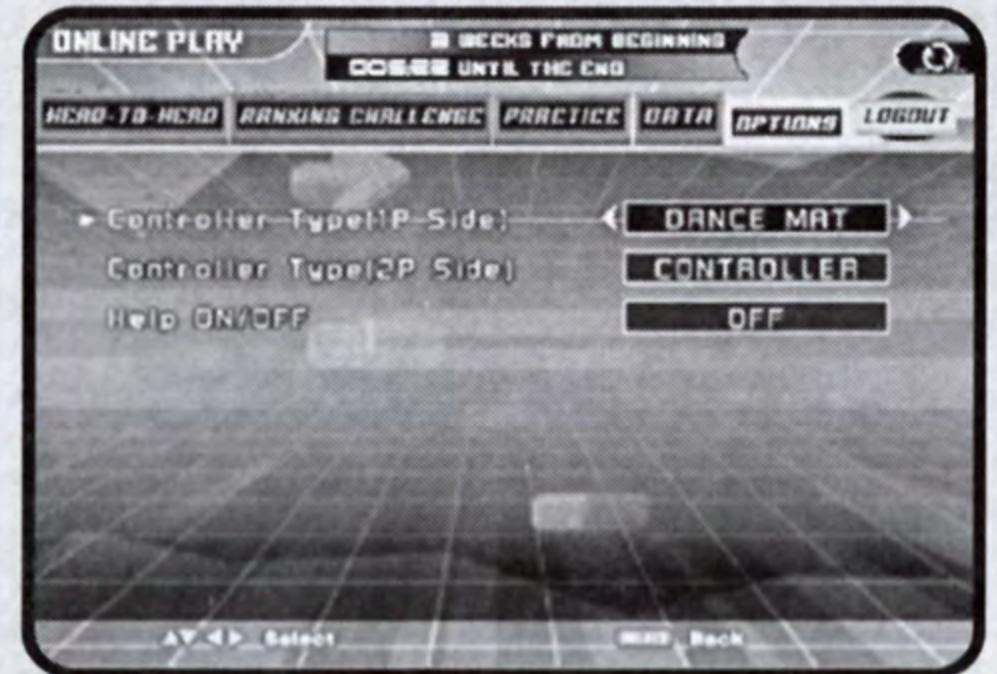 ONLINE PLAY
WEEKS FROM BEGINNING
UNTIL THE END
HEAD-TO-HEAD RANKING CHALLENGE PRACTICE DATA OPTIONS LOGOUT
Controller Type(1P Side) DANCE MAT
Controller Type(2P Side) CONTROLLER
Help ON/OFF OFF
▲▼◀▶ Select Back